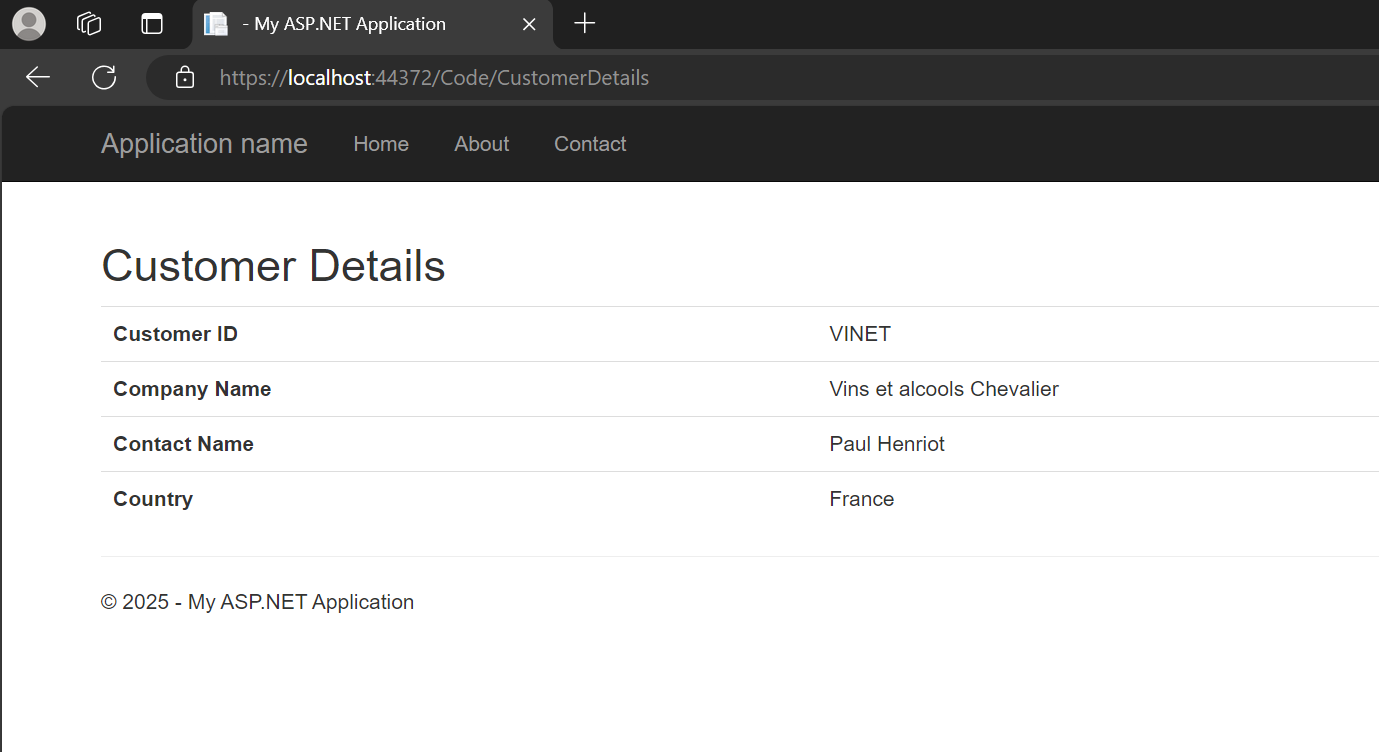 - My ASP.NET Application
https://localhost:44372/Code/CustomerDetails
Application name Home About Contact
Customer Details
Customer ID VINET
Company Name Vins et alcools Chevalier
Contact Name Paul Henriot
Country France
© 2025 - My ASP.NET Application